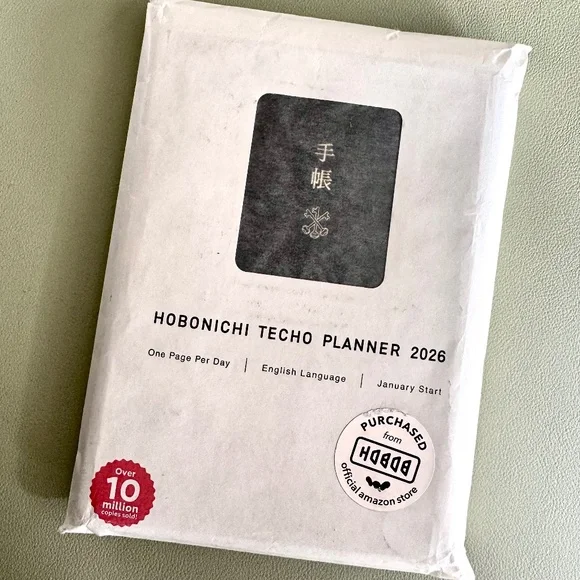 手
帳
HOBONICHI TECHO PLANNER 2026
One Page Per Day | English Language | January Start
PURCHASED
from
HOBOB
official amazon store
Over
10
million
copies sold!